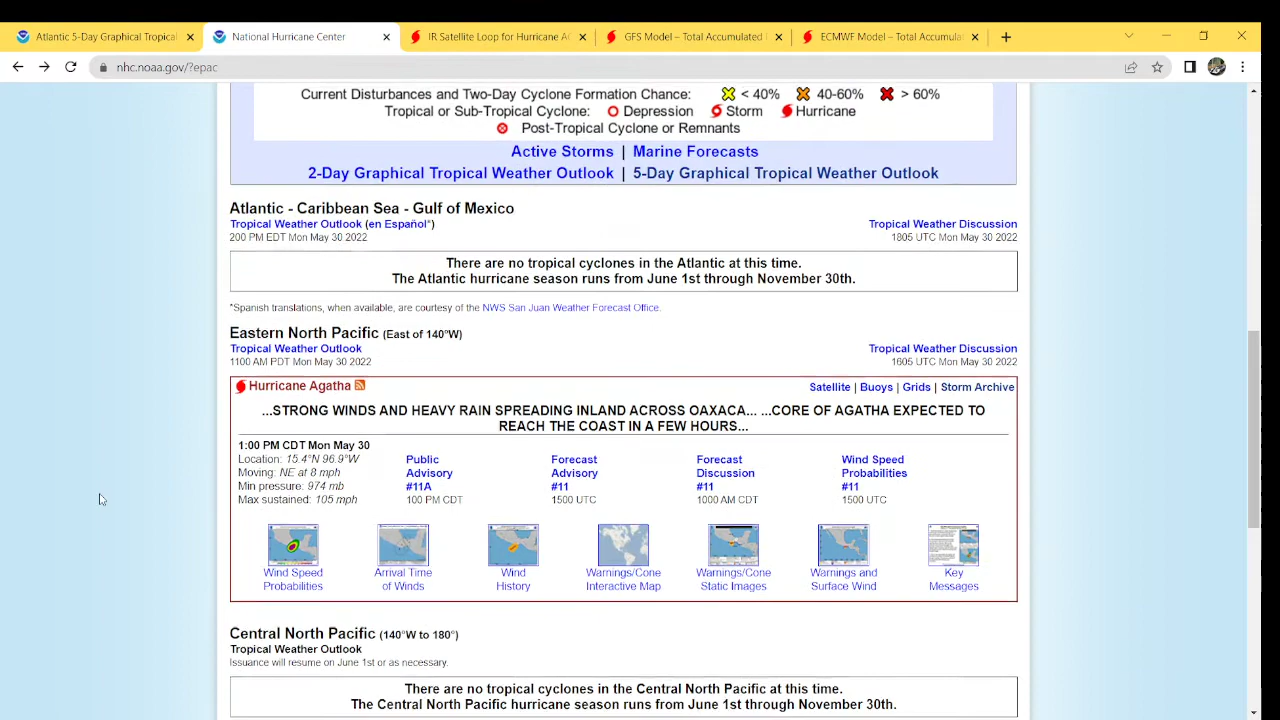 Atlantic 5-Day Graphical Tropical
National Hurricane Center
IR Satellite Loop for Hurricane AG
GFS Model – Total Accumulated
ECMWF Model – Total Accumula
nhc.noaa.gov/?epac
Current Disturbances and Two-Day Cyclone Formation Chance: < 40% 40-60% > 60%
Tropical or Sub-Tropical Cyclone: Depression Storm Hurricane
Post-Tropical Cyclone or Remnants
Active Storms | Marine Forecasts
2-Day Graphical Tropical Weather Outlook | 5-Day Graphical Tropical Weather Outlook
Atlantic - Caribbean Sea - Gulf of Mexico
Tropical Weather Outlook (en Español*) Tropical Weather Discussion
200 PM EDT Mon May 30 2022 1805 UTC Mon May 30 2022
There are no tropical cyclones in the Atlantic at this time.
The Atlantic hurricane season runs from June 1st through November 30th.
*Spanish translations, when available, are courtesy of the NWS San Juan Weather Forecast Office.
Eastern North Pacific (East of 140°W)
Tropical Weather Outlook Tropical Weather Discussion
1100 AM PDT Mon May 30 2022 1605 UTC Mon May 30 2022
Hurricane Agatha Satellite | Buoys | Grids | Storm Archive
...STRONG WINDS AND HEAVY RAIN SPREADING INLAND ACROSS OAXACA... ...CORE OF AGATHA EXPECTED TO
REACH THE COAST IN A FEW HOURS...
1:00 PM CDT Mon May 30
Location: 15.4°N 96.9°W
Moving: NE at 8 mph
Min pressure: 974 mb
Max sustained: 105 mph
Public
Advisory
#11A
100 PM CDT
Forecast
Advisory
#11
1500 UTC
Forecast
Discussion
#11
1000 AM CDT
Wind Speed
Probabilities
#11
1500 UTC
Wind Speed
Probabilities
Arrival Time
of Winds
Wind
History
Warnings/Cone
Interactive Map
Warnings/Cone
Static Images
Warnings and
Surface Wind
Key
Messages
Central North Pacific (140°W to 180°)
Tropical Weather Outlook
Issuance will resume on June 1st or as necessary.
There are no tropical cyclones in the Central North Pacific at this time.
The Central North Pacific hurricane season runs from June 1st through November 30th.